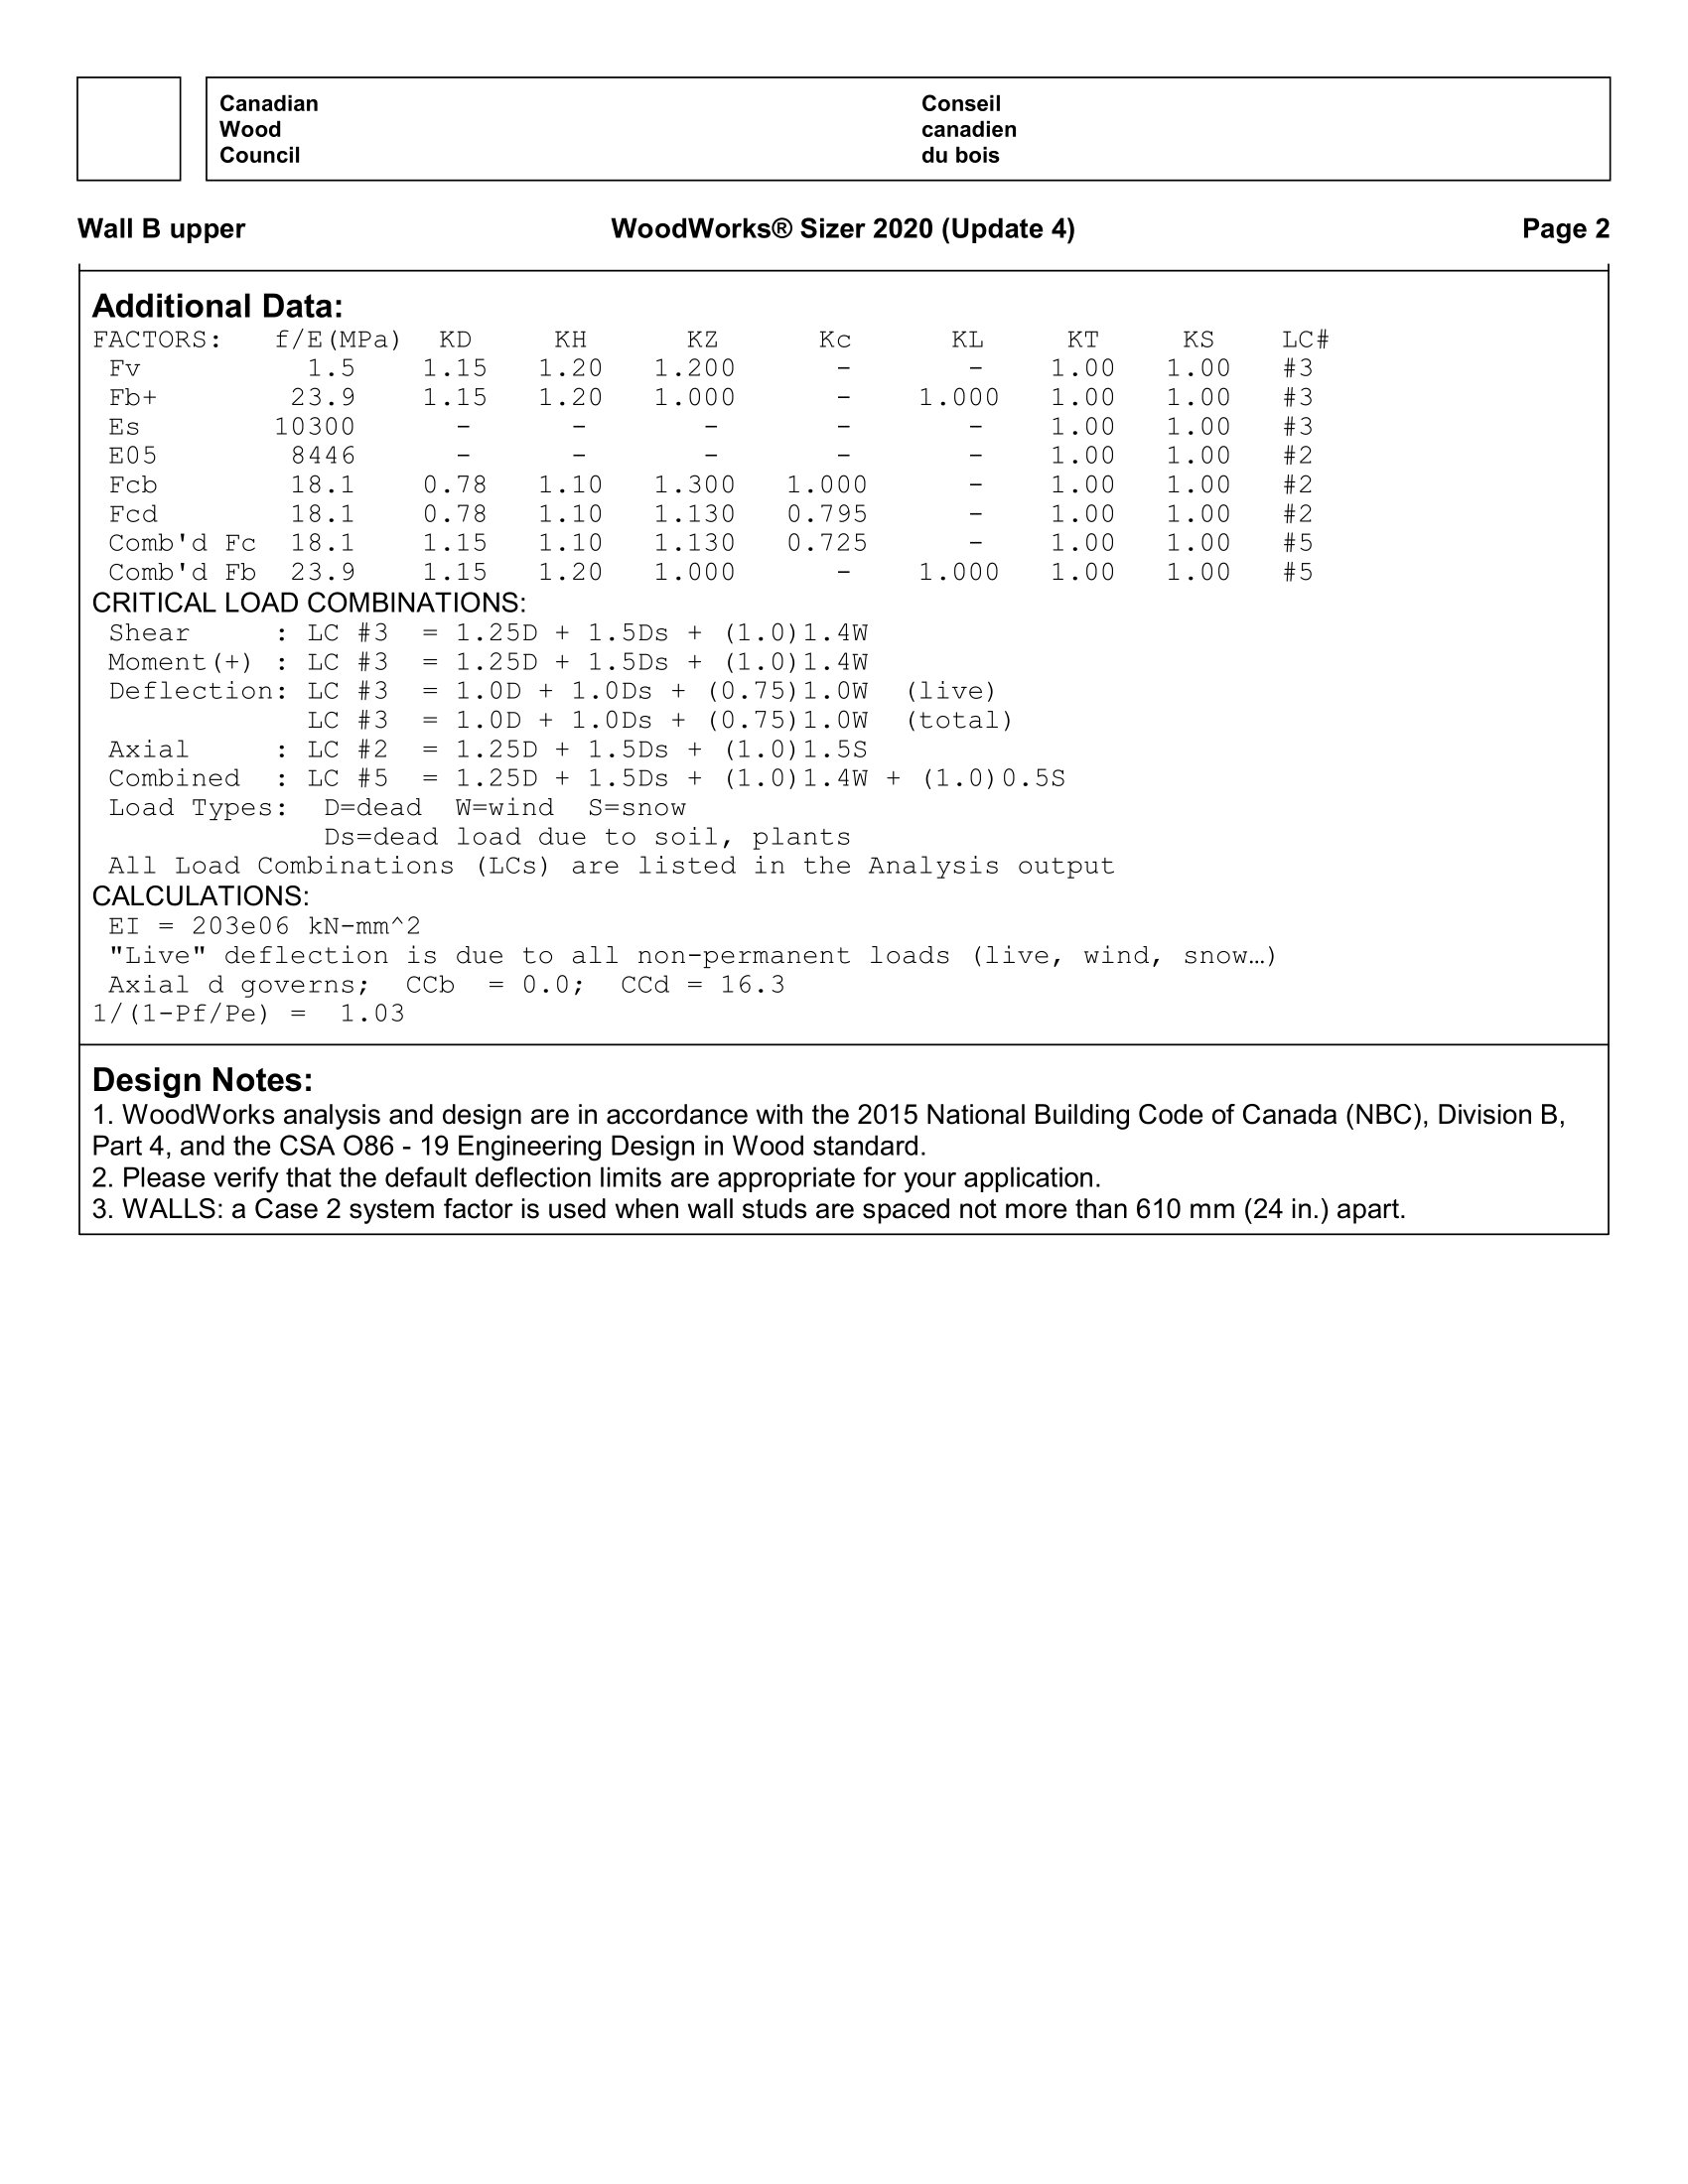 Canadian
Wood
Council
Conseil
canadien
du bois
Wall B upper WoodWorks® Sizer 2020 (Update 4) Page 2
Additional Data:
FACTORS: f/E(MPa) KD KH KZ Kc KL KT KS LC#
Fv 1.5 1.15 1.20 1.200 - - 1.00 1.00 #3
Fb+ 23.9 1.15 1.20 1.000 - 1.000 1.00 1.00 #3
Es 10300 - - - - - 1.00 1.00 #3
E05 8446 - - - - - 1.00 1.00 #2
Fcb 18.1 0.78 1.10 1.300 1.000 - 1.00 1.00 #2
Fcd 18.1 0.78 1.10 1.130 0.795 - 1.00 1.00 #2
Comb'd Fc 18.1 1.15 1.10 1.130 0.725 - 1.00 1.00 #5
Comb'd Fb 23.9 1.15 1.20 1.000 - 1.000 1.00 1.00 #5
CRITICAL LOAD COMBINATIONS:
Shear : LC #3 = 1.25D + 1.5Ds + (1.0)1.4W
Moment(+) : LC #3 = 1.25D + 1.5Ds + (1.0)1.4W
Deflection: LC #3 = 1.0D + 1.0Ds + (0.75)1.0W (live)
LC #3 = 1.0D + 1.0Ds + (0.75)1.0W (total)
Axial : LC #2 = 1.25D + 1.5Ds + (1.0)1.5S
Combined : LC #5 = 1.25D + 1.5Ds + (1.0)1.4W + (1.0)0.5S
Load Types: D=dead W=wind S=snow
Ds=dead load due to soil, plants
All Load Combinations (LCs) are listed in the Analysis output
CALCULATIONS:
EI = 203e06 kN-mm^2
"Live" deflection is due to all non-permanent loads (live, wind, snow…)
Axial d governs; CCb = 0.0; CCd = 16.3
1/(1-Pf/Pe) = 1.03
Design Notes:
1. WoodWorks analysis and design are in accordance with the 2015 National Building Code of Canada (NBC), Division B,
Part 4, and the CSA O86 - 19 Engineering Design in Wood standard.
2. Please verify that the default deflection limits are appropriate for your application.
3. WALLS: a Case 2 system factor is used when wall studs are spaced not more than 610 mm (24 in.) apart.